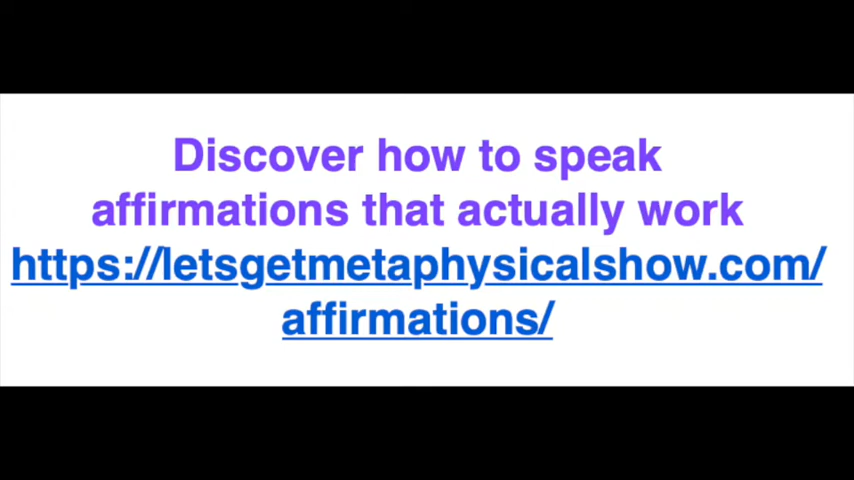 Discover how to speak
affirmations that actually work
https://letsgetmetaphysicalshow.com/
affirmations/